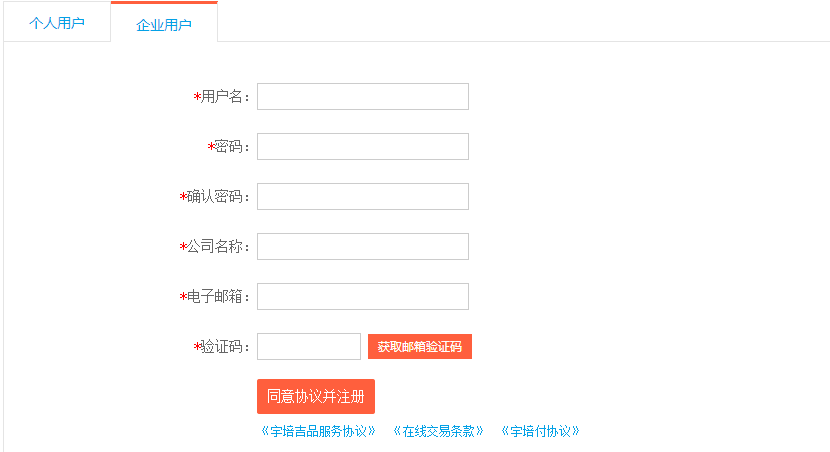 个人用户 企业用户
*用户名：
*密码：
*确认密码：
*公司名称：
*电子邮箱：
*验证码： 获取邮箱验证码
同意协议并注册
《宇培吉品服务协议》 《在线交易条款》 《宇培付协议》